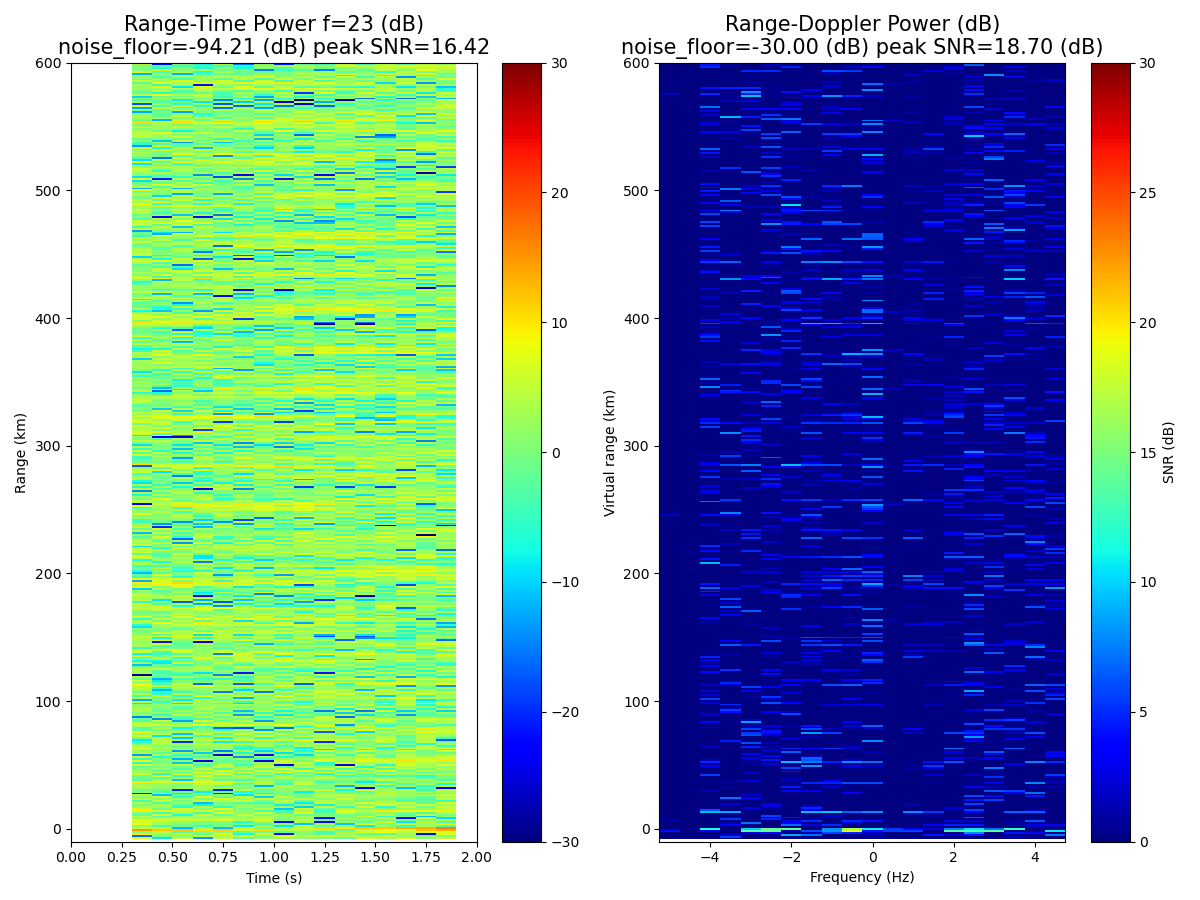 Range-Time Power f=23 (dB)
noise_floor=-94.21 (dB) peak SNR=16.42
Range (km)
600
500
400
300
200
100
0
0.00 0.25 0.50 0.75 1.00 1.25 1.50 1.75 2.00
Time (s)
30
20
10
0
−10
−20
−30
Range-Doppler Power (dB)
noise_floor=-30.00 (dB) peak SNR=18.70 (dB)
Virtual range (km)
600
500
400
300
200
100
0
−4 −2 0 2 4
Frequency (Hz)
30
25
20
15
10
5
0
SNR (dB)